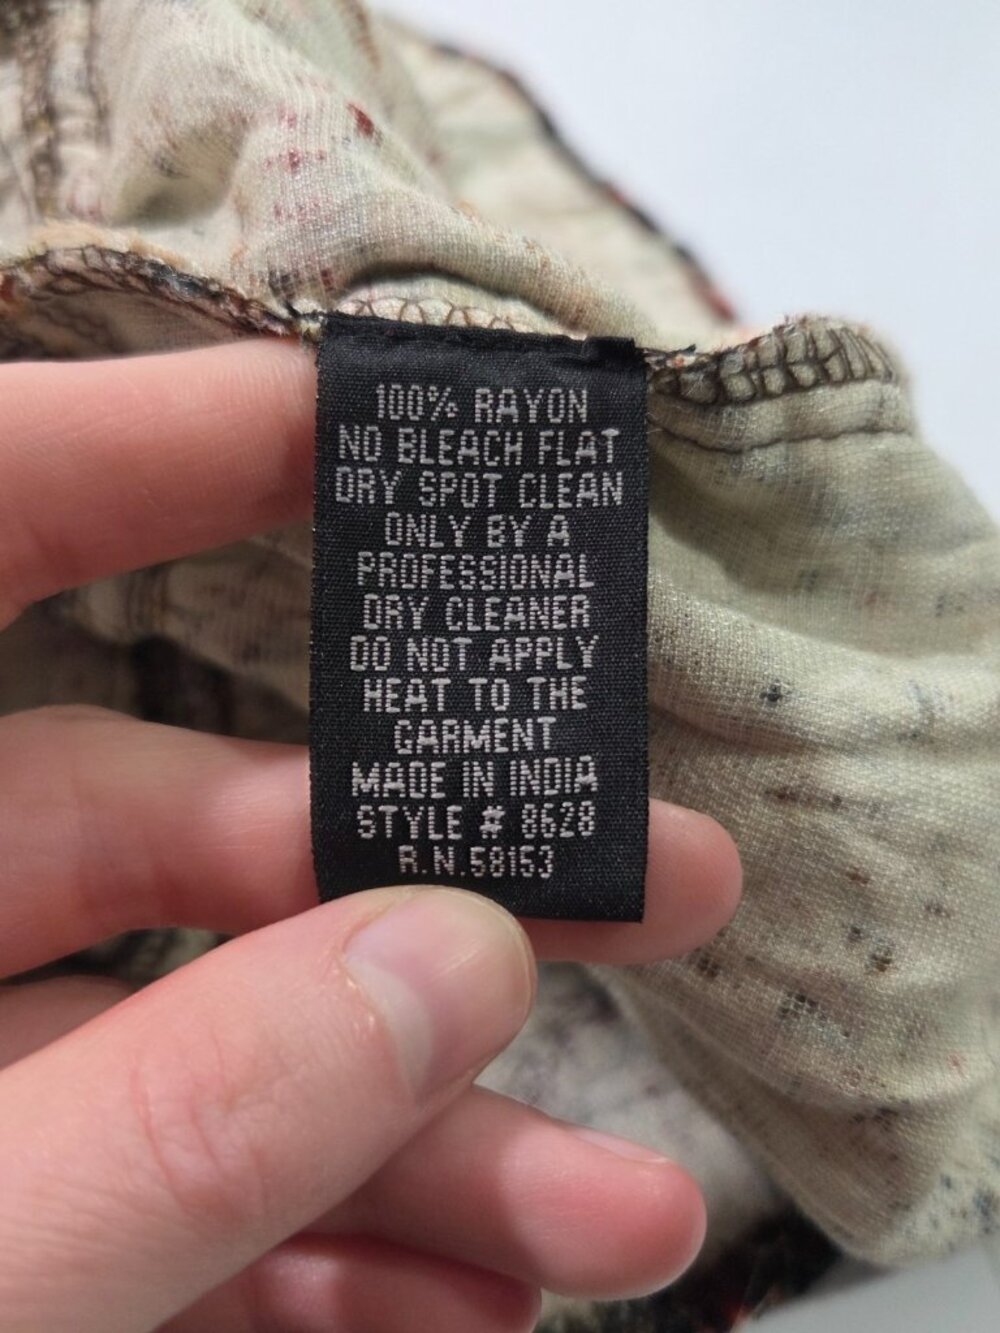 100% RAYON
NO BLEACH FLAT
DRY SPOT CLEAN
ONLY BY A
PROFESSIONAL
DRY CLEANER
DO NOT APPLY
HEAT TO THE
GARMENT
MADE IN INDIA
STYLE # 8628
R.N.58153